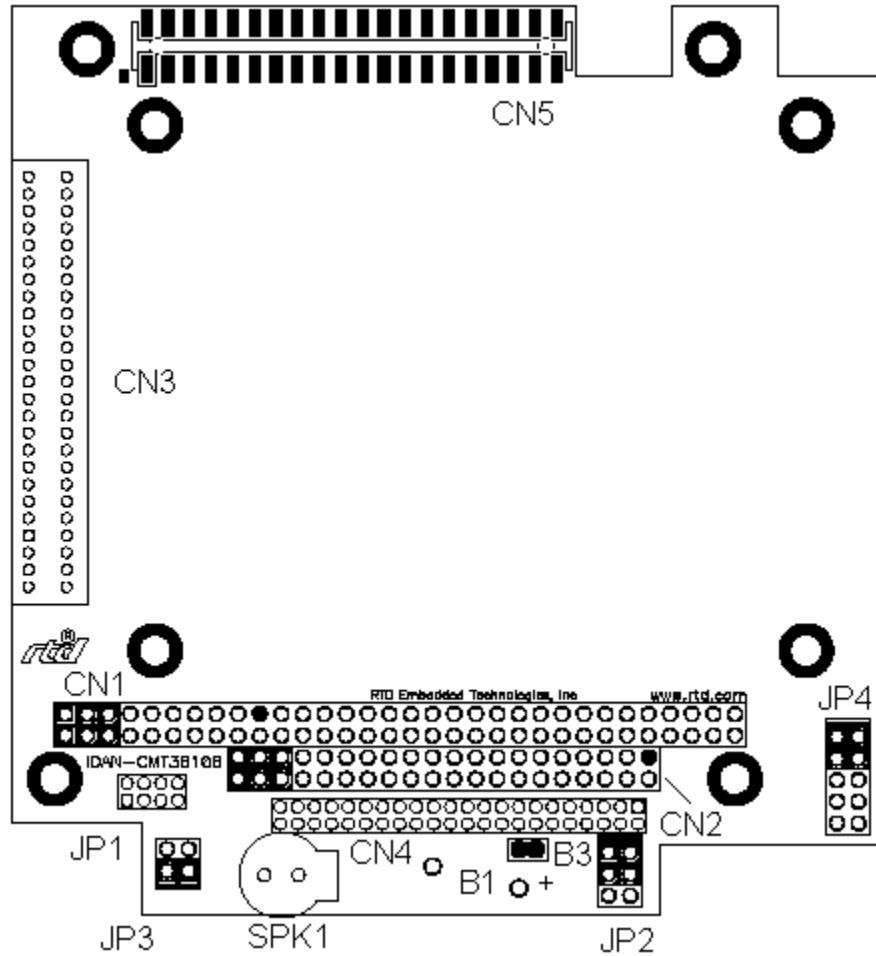 CN5
CN3
rtd®
CN1
RTD Embedded Technologies, Inc
www.rtd.com
JP4
IDAN-CMT38108
CN2
JP1
CN4
B3
B1
+
JP3
SPK1
JP2